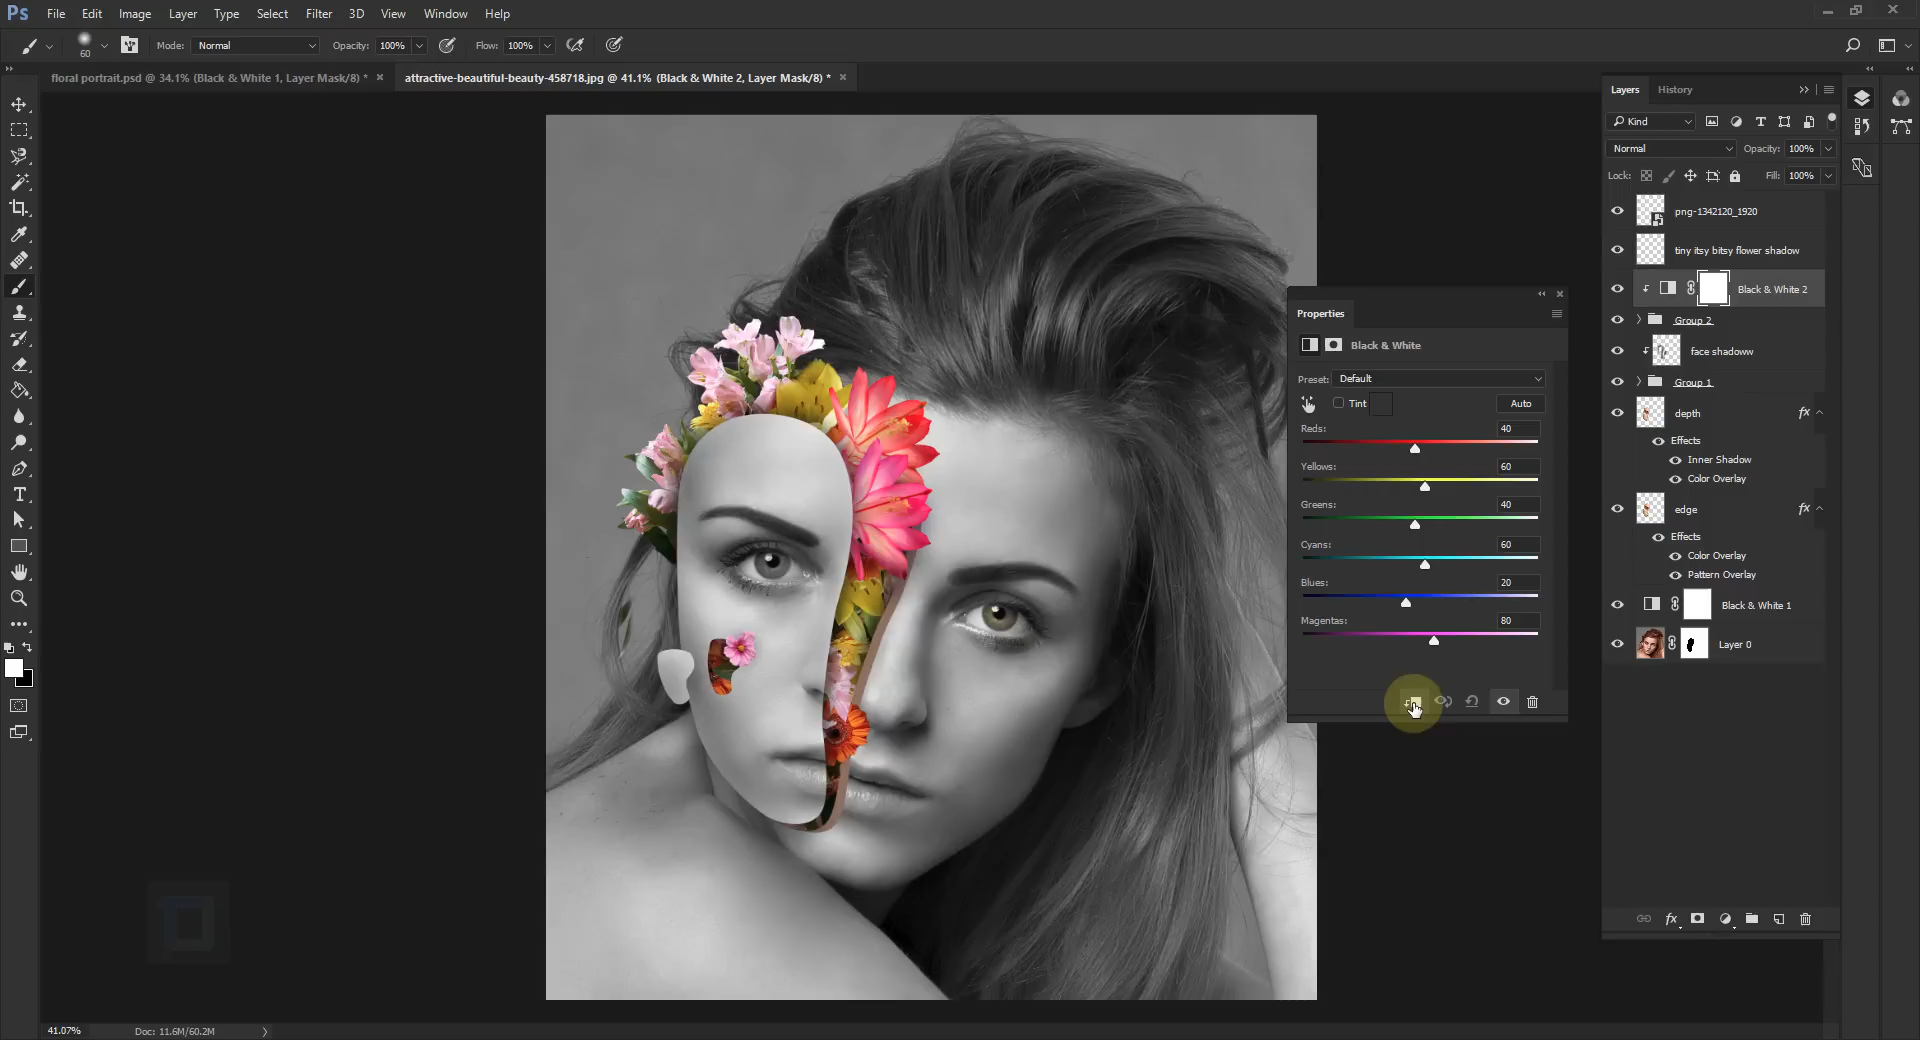 Ps File Edit Image Layer Type Select Filter 3D View Window Help
60 Mode: Normal Opacity: 100% Flow: 100%
floral portrait.psd @ 34.1% (Black & White 1, Layer Mask/8) * ×
attractive-beautiful-beauty-458718.jpg @ 41.1% (Black & White 2, Layer Mask/8) * ×
Layers History
Kind
Normal Opacity: 100%
Lock: Fill: 100%
png-1342120_1920
tiny itsy bitsy flower shadow
Black & White 2
Group 2
face shadoww
Group 1
depth fx
Effects
Inner Shadow
Color Overlay
edge fx
Effects
Color Overlay
Pattern Overlay
Black & White 1
Layer 0
fx
Properties
Black & White
Preset: Default
Tint Auto
Reds: 40
Yellows: 60
Greens: 40
Cyans: 60
Blues: 20
Magentas: 80
41.07% Doc: 11.6M/60.2M